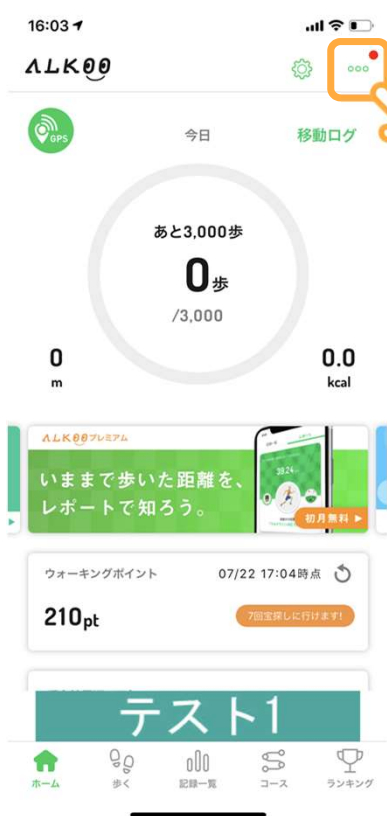 16:03
ALKOO
GPS
今日
移動ログ
あと3,000歩
0歩
/3,000
0
m
0.0
kcal
ALKOOプレミアム
いままで歩いた距離を、
レポートで知ろう。
初月無料 ▶
ウォーキングポイント
07/22 17:04時点
210pt
7回宝探しに行けます!
テスト1
ホーム
歩く
記録一覧
コース
ランキング